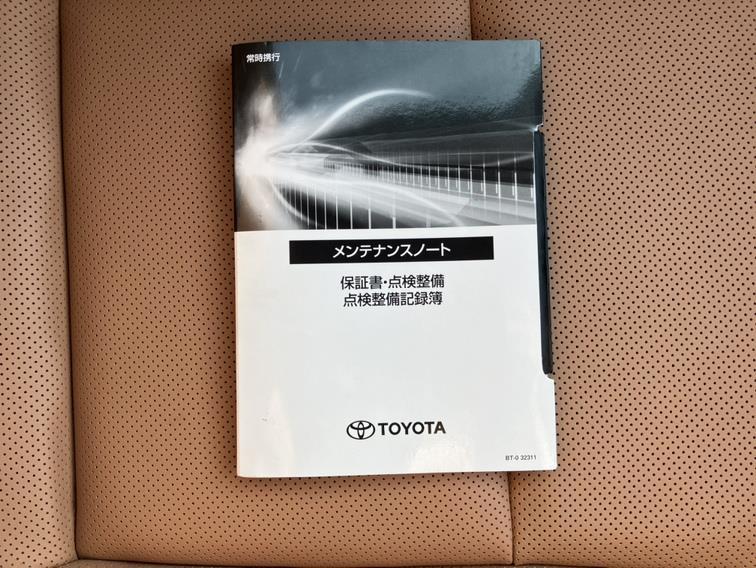 常時携行
メンテナンスノート
保証書・点検整備
点検整備記録簿
TOYOTA
BT-0 32311